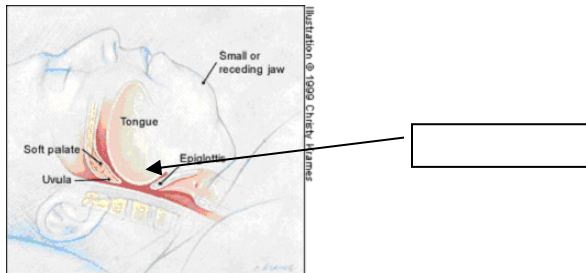 Small or
receding jaw
Tongue
Soft palate
Epiglottis
Uvula
Illustration © 1999 Christy Krames